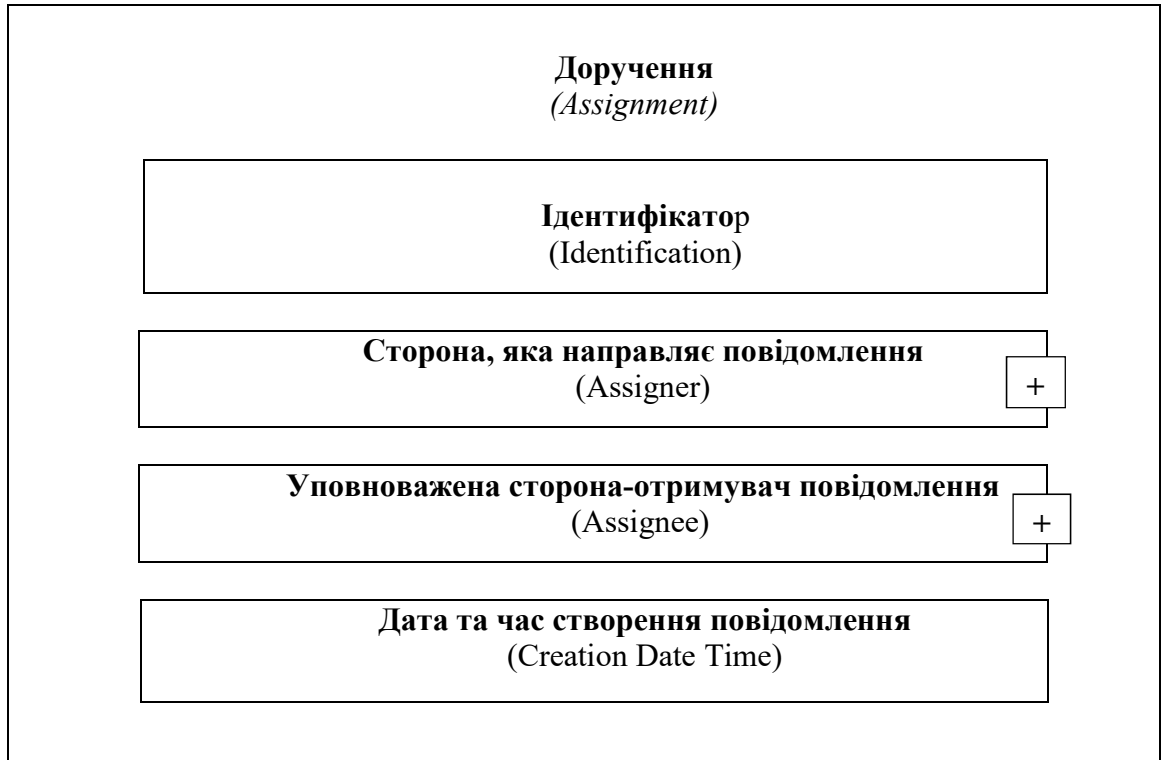 Доручення
(Assignment)
Ідентифікатор
(Identification)
Сторона, яка направляє повідомлення
(Assigner)
+
Уповноважена сторона-отримувач повідомлення
(Assignee)
+
Дата та час створення повідомлення
(Creation Date Time)